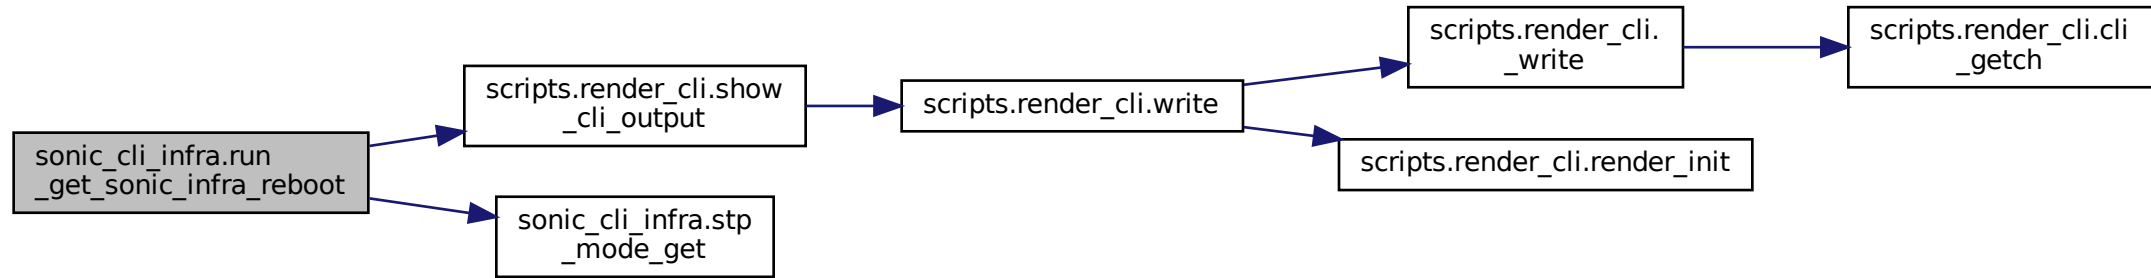 sonic_cli_infra.run
_get_sonic_infra_reboot
scripts.render_cli.show
_cli_output
sonic_cli_infra.stp
_mode_get
scripts.render_cli.write
scripts.render_cli.
_write
scripts.render_cli.render_init
scripts.render_cli.cli
_getch